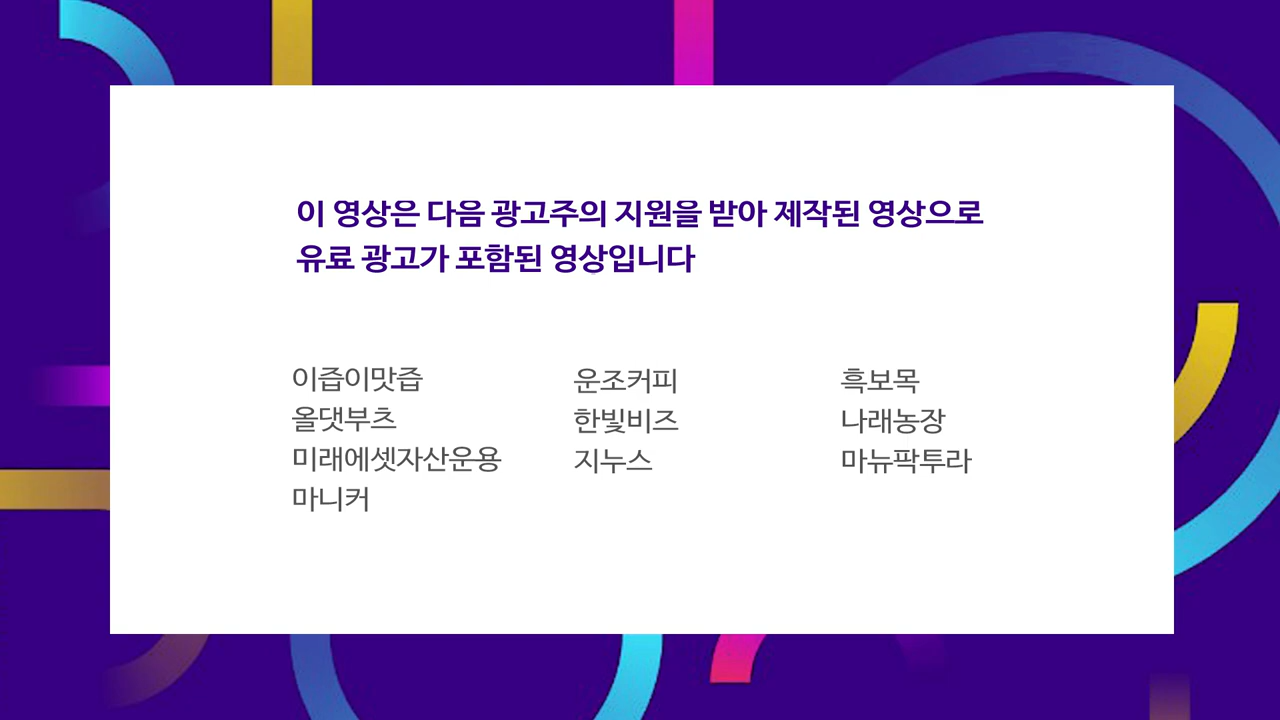 이 영상은 다음 광고주의 지원을 받아 제작된 영상으로
유료 광고가 포함된 영상입니다
이즙이맛즙
올댓부츠
미래에셋자산운용
마니커
운조커피
한빛비즈
지누스
흑보목
나래농장
마뉴팍투라